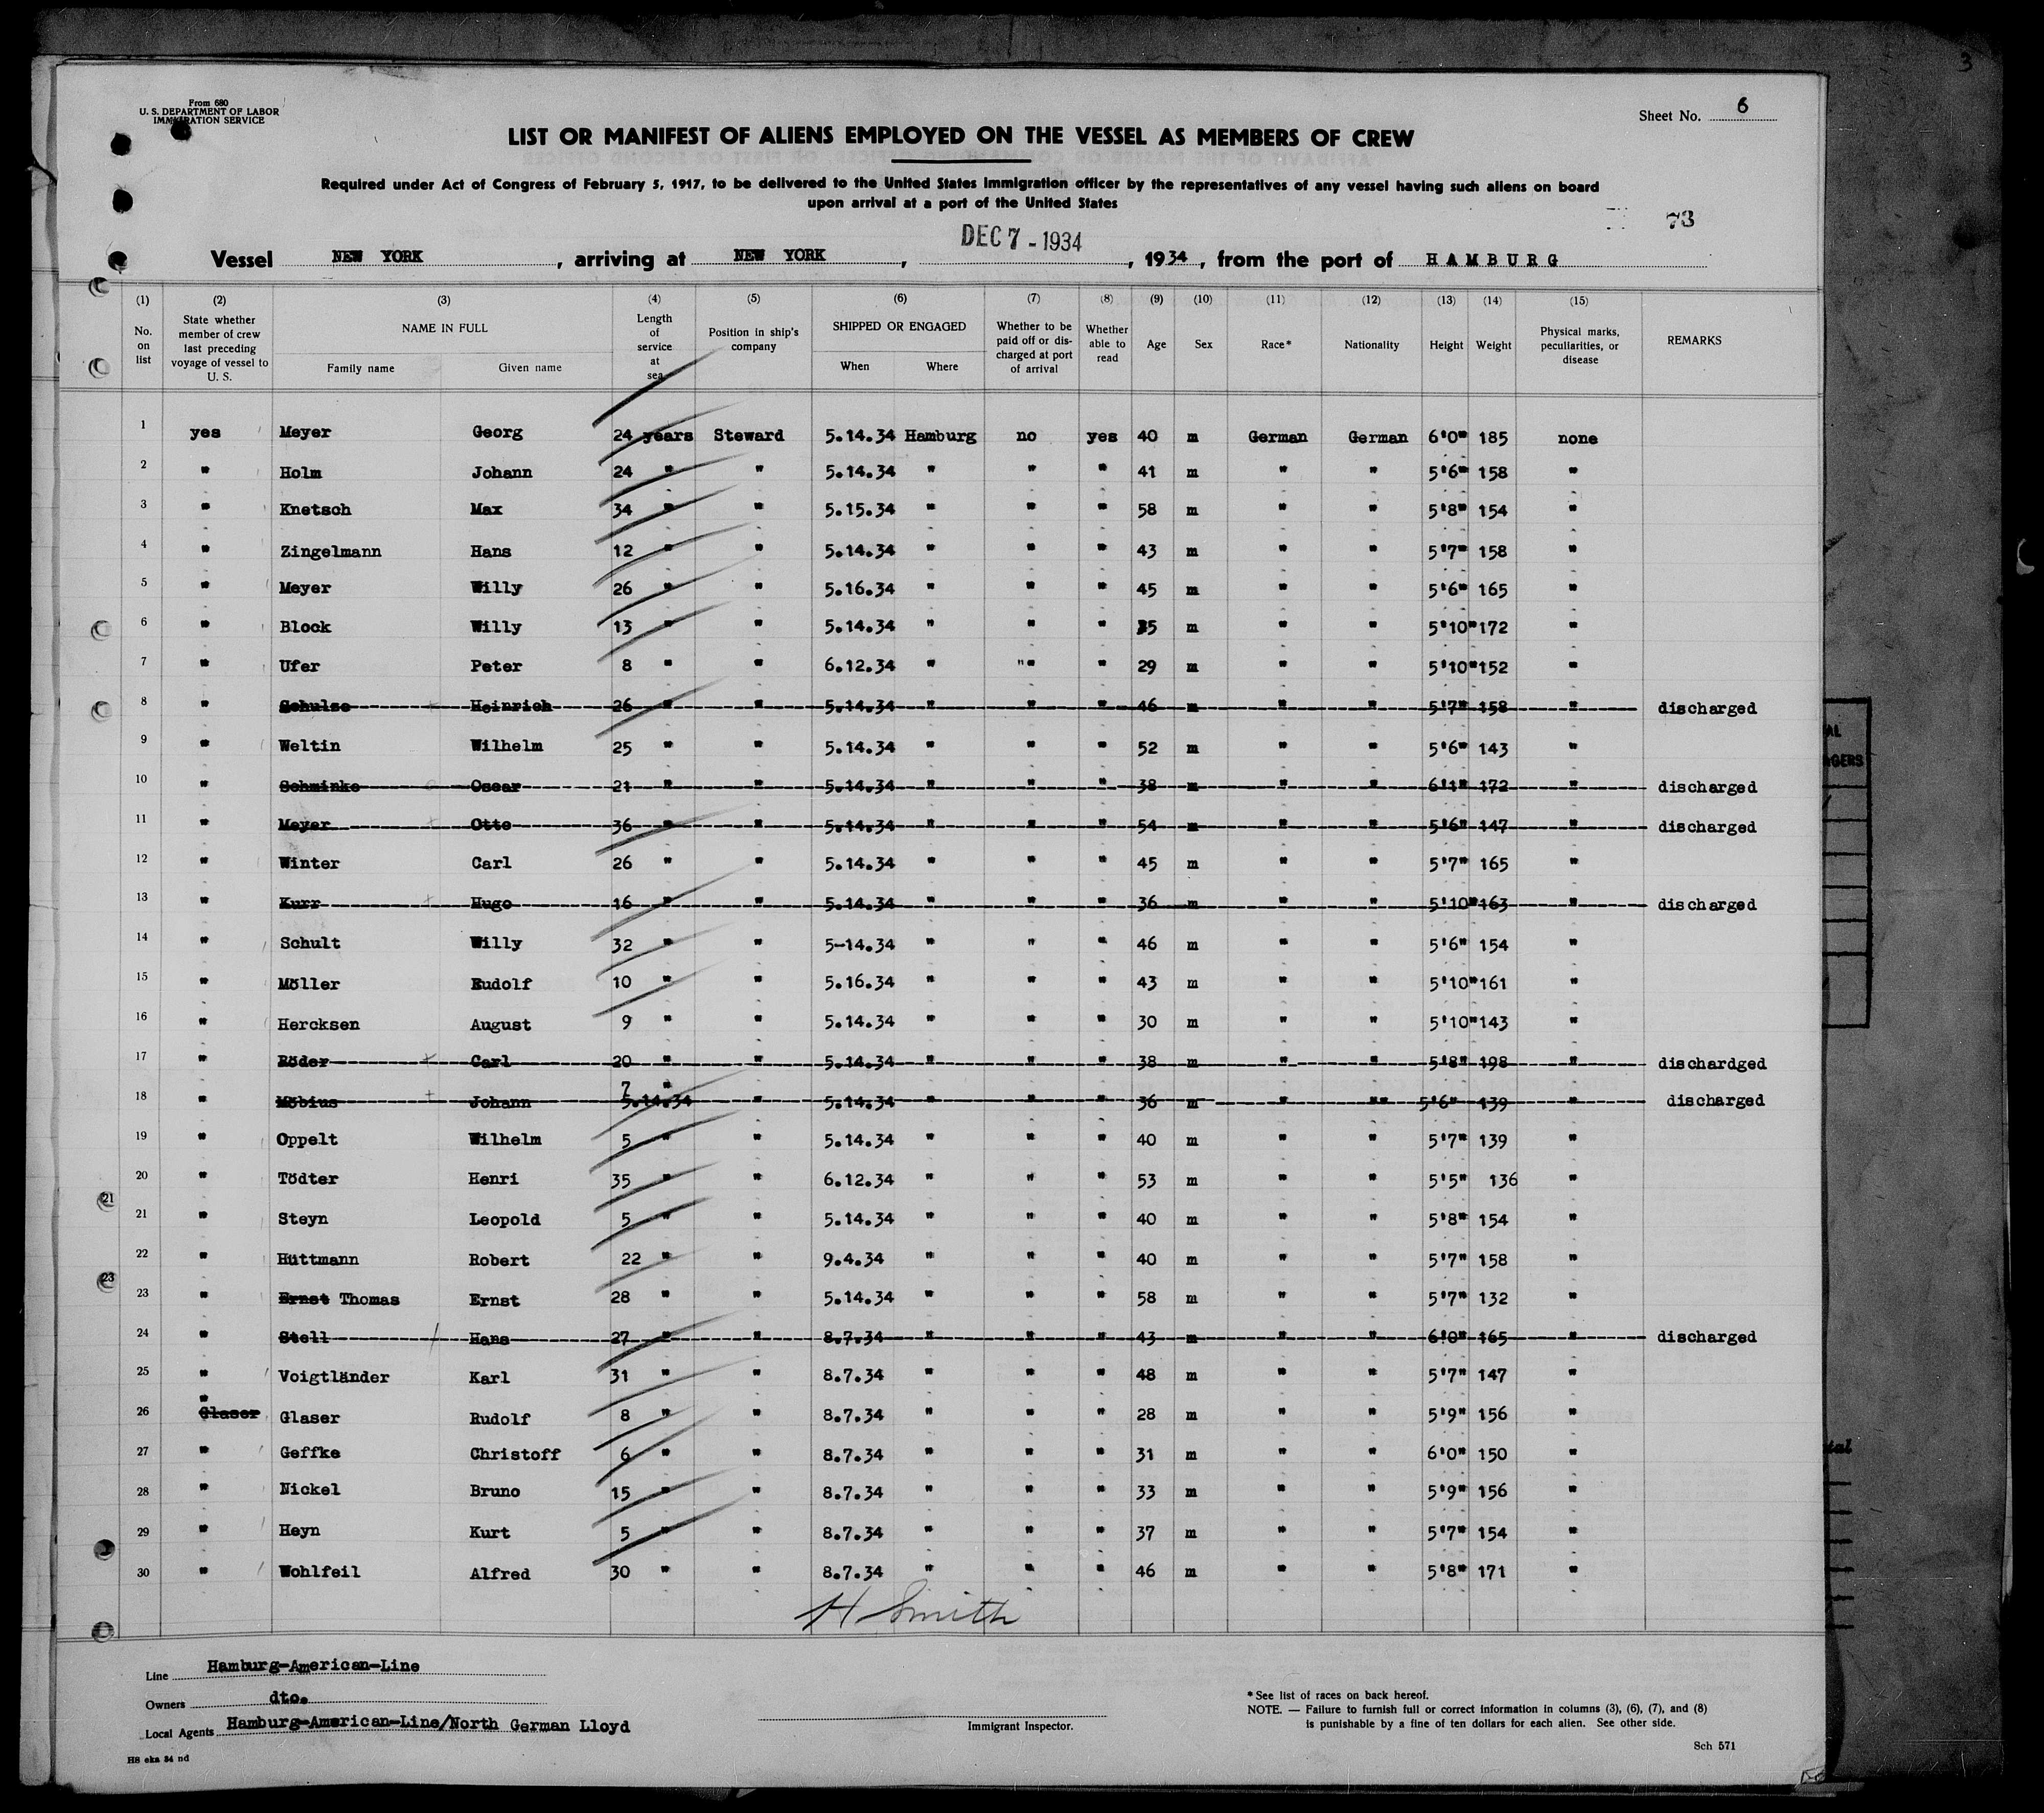 3
From 680
U. S. DEPARTMENT OF LABOR
IMMIGRATION SERVICE
Sheet No. 6
LIST OR MANIFEST OF ALIENS EMPLOYED ON THE VESSEL AS MEMBERS OF CREW
Required under Act of Congress of February 5, 1917, to be delivered to the United States immigration officer by the representatives of any vessel having such aliens on board
upon arrival at a port of the United States
73
Vessel NEW YORK, arriving at NEW YORK, DEC 7 - 1934, 1934, from the port of HAMBURG
(1) (2) (3) (4) (5) (6) (7) (8) (9) (10) (11) (12) (13) (14) (15)
No. on list State whether member of crew last preceding voyage of vessel to U. S. NAME IN FULL Family name Given name Length of service at sea Position in ship's company SHIPPED OR ENGAGED When Where Whether to be paid off or discharged at port of arrival Whether able to read Age Sex Race* Nationality Height Weight Physical marks, peculiarities, or disease REMARKS
1 yes Meyer Georg 24 years Steward 5.14.34 Hamburg no yes 40 m German German 6'0" 185 none
2 " Holm Johann 24 " " 5.14.34 " " " 41 m " " 5'6" 158 "
3 " Knetsch Max 34 " " 5.15.34 " " " 58 m " " 5'8" 154 "
4 " Zingelmann Hans 12 " " 5.14.34 " " " 43 m " " 5'7" 158 "
5 " Meyer Willy 26 " " 5.16.34 " " " 45 m " " 5'6" 165 "
6 " Block Willy 13 " " 5.14.34 " " " 35 m " " 5'10" 172 "
7 " Ufer Peter 8 " " 6.12.34 " "" " 29 m " " 5'10" 152 "
8 " Schulse Heinrich 26 " " 5.14.34 " " " 46 m " " 5'7" 158 " discharged
9 " Weltin Wilhelm 25 " " 5.14.34 " " " 52 m " " 5'6" 143 "
10 " Schminke Oscar 21 " " 5.14.34 " " " 38 m " " 6'1" 172 " discharged
11 " Meyer Otto 36 " " 5.14.34 " " " 54 m " " 5'6" 147 " discharged
12 " Winter Carl 26 " " 5.14.34 " " " 45 m " " 5'7" 165 "
13 " Kurr Hugo 16 " " 5.14.34 " " " 36 m " " 5'10" 163 " discharged
14 " Schult Willy 32 " " 5-14.34 " " " 46 m " " 5'6" 154 "
15 " Möller Rudolf 10 " " 5.16.34 " " " 43 m " " 5'10" 161 "
16 " Hercksen August 9 " " 5.14.34 " " " 30 m " " 5'10" 143 "
17 " Röder Carl 20 " " 5.14.34 " " " 38 m " " 5'8" 198 " dischardged
18 " Möbius Johann 7 " 5.14.34 " 5.14.34 " " " 36 m " "" 5'6" 139 " discharged
19 " Oppelt Wilhelm 5 " " 5.14.34 " " " 40 m " " 5'7" 139 "
20 " Tödter Henri 35 " " 6.12.34 " " " 53 m " " 5'5" 136 "
21 " Steyn Leopold 5 " " 5.14.34 " " " 40 m " " 5'8" 154 "
22 " Hüttmann Robert 22 " " 9.4.34 " " " 40 m " " 5'7" 158 "
23 " Ernst Thomas Ernst 28 " " 5.14.34 " " " 58 m " " 5'7" 132 "
24 " Stell Hans 27 " " 8.7.34 " " " 43 m " " 6'0" 165 " discharged
25 " Voigtländer Karl 31 " " 8.7.34 " " " 48 m " " 5'7" 147 "
26 " Glaser Glaser Rudolf 8 " " 8.7.34 " " " 28 m " " 5'9" 156 "
27 " Geffke Christoff 6 " " 8.7.34 " " " 31 m " " 6'0" 150 "
28 " Nickel Bruno 15 " " 8.7.34 " " " 33 m " " 5'9" 156 "
29 " Heyn Kurt 5 " " 8.7.34 " " " 37 m " " 5'7" 154 "
30 " Wohlfeil Alfred 30 " " 8.7.34 " " " 46 m " " 5'8" 171 "
21
23
H Smith
Line Hamburg-American-Line
Owners dto.
Local Agents Hamburg-American-Line/North German Lloyd
Immigrant Inspector.
*See list of races on back hereof.
NOTE. — Failure to furnish full or correct information in columns (3), (6), (7), and (8)
is punishable by a fine of ten dollars for each alien. See other side.
HS eka 34 nd
Sch 571